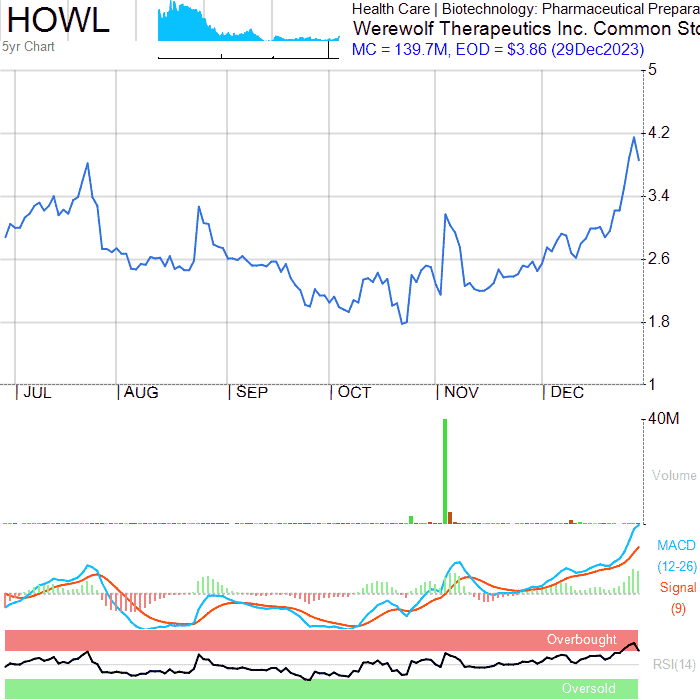 HOWL
5yr Chart
Health Care | Biotechnology: Pharmaceutical Prepara
Werewolf Therapeutics Inc. Common Sto
MC = 139.7M, EOD = $3.86 (29Dec2023)
5
4.2
3.4
2.6
1.8
1
JUL AUG SEP OCT NOV DEC
40M
Volume
MACD
(12-26)
Signal
(9)
Overbought
RSI(14)
Oversold